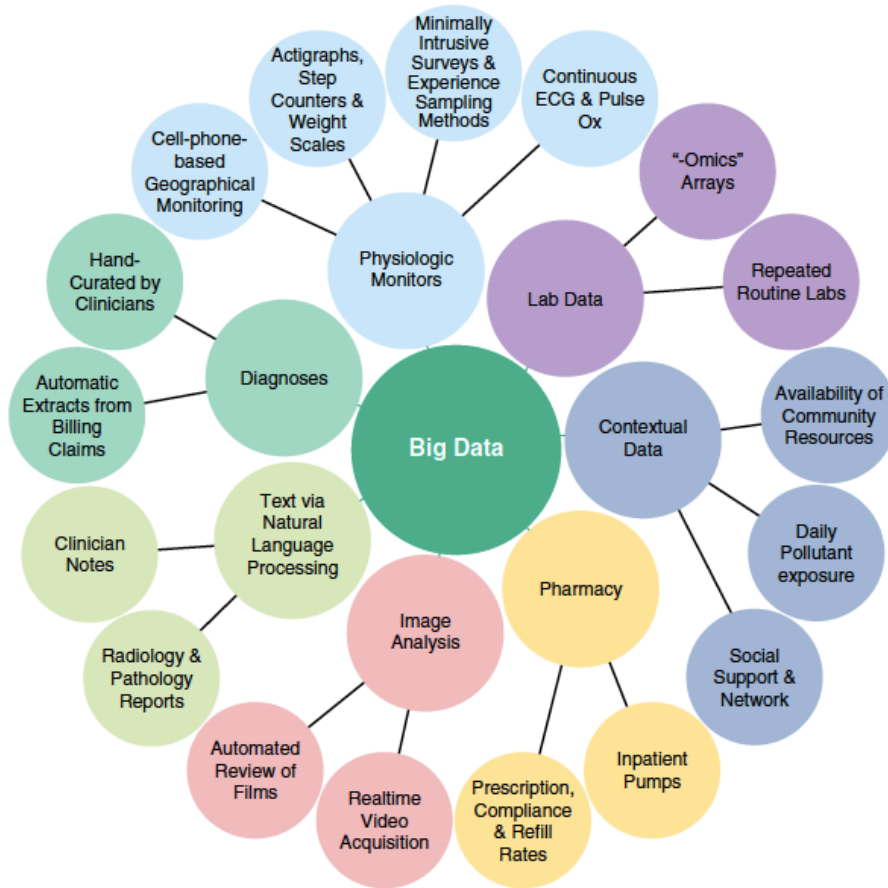 Minimally
Intrusive
Surveys &
Experience
Sampling
Methods
Actigraphs,
Step
Counters &
Weight
Scales
Continuous
ECG & Pulse
Ox
Cell-phone-
based
Geographical
Monitoring
“-Omics”
Arrays
Physiologic
Monitors
Hand-
Curated by
Clinicians
Lab Data
Repeated
Routine Labs
Diagnoses
Automatic
Extracts from
Billing
Claims
Big Data
Contextual
Data
Availability of
Community
Resources
Text via
Natural
Language
Processing
Clinician
Notes
Daily
Pollutant
exposure
Pharmacy
Image
Analysis
Radiology &
Pathology
Reports
Social
Support &
Network
Automated
Review of
Films
Inpatient
Pumps
Realtime
Video
Acquisition
Prescription,
Compliance
& Refill
Rates